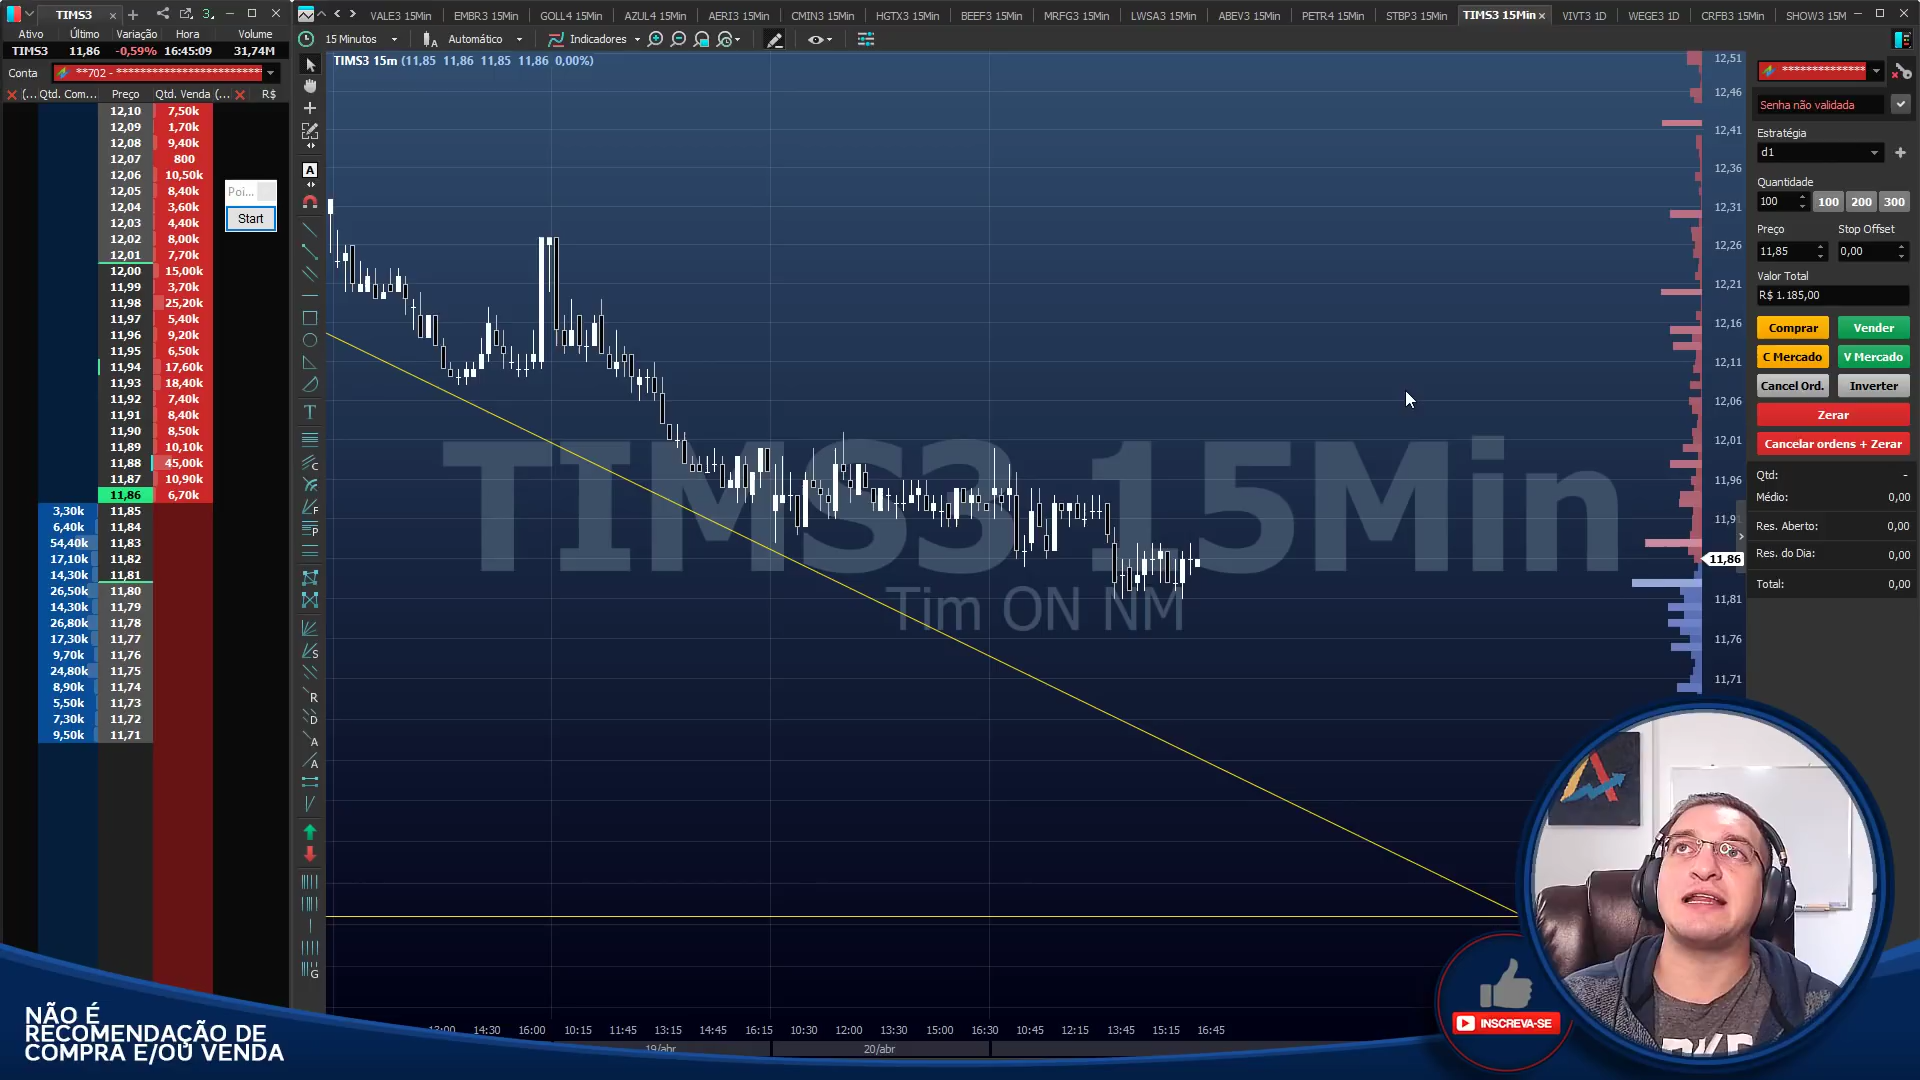 TIMS3
3.
VALE3 15Min EMBR3 15Min GOLL4 15Min AZUL4 15Min AERI3 15Min CMIN3 15Min HGTX3 15Min BEEF3 15Min MRFG3 15Min LWSA3 15Min ABEV3 15Min PETR4 15Min STBP3 15Min TIMS3 15Min VIVT3 1D WEGE3 1D CRFB3 15Min SHOW3 15M
Ativo Último Variação Hora Volume
TIMS3 11,86 -0,59% 16:45:09 31,74M
15 Minutos Automático Indicadores
Conta **702 - **************************
TIMS3 15m (11,85 11,86 11,85 11,86 0,00%)
(... Qtd. Com... Preço Qtd. Venda (... R$
12,10 7,50k
12,09 1,70k
12,08 9,40k
12,07 800
12,06 10,50k
12,05 8,40k
12,04 3,60k
12,03 4,40k
12,02 8,00k
12,01 7,70k
12,00 15,00k
11,99 3,70k
11,98 25,20k
11,97 5,40k
11,96 9,20k
11,95 6,50k
11,94 17,60k
11,93 18,40k
11,92 7,40k
11,91 8,40k
11,90 8,50k
11,89 10,10k
11,88 45,00k
11,87 10,90k
11,86 6,70k
3,30k 11,85
6,40k 11,84
54,40k 11,83
17,10k 11,82
14,30k 11,81
26,50k 11,80
14,30k 11,79
26,80k 11,78
17,30k 11,77
9,70k 11,76
24,80k 11,75
8,90k 11,74
5,50k 11,73
7,30k 11,72
9,50k 11,71
Poi...
Start
A
T
C
F
P
S
R
D
A
A
G
TIMS3 15Min
Tim ON NM
12,51
12,46
12,41
12,36
12,31
12,26
12,21
12,16
12,11
12,06
12,01
11,96
11,86
11,81
11,76
11,71
13:00 14:30 16:00 10:15 11:45 13:15 14:45 16:15 10:30 12:00 13:30 15:00 16:30 10:45 12:15 13:45 15:15 16:45
19/abr 20/abr
***************
Senha não validada
Estratégia
d1
Quantidade
100 100 200 300
Preço Stop Offset
11,85 0,00
Valor Total
R$ 1.185,00
Comprar Vender
C Mercado V Mercado
Cancel Ord. Inverter
Zerar
Cancelar ordens + Zerar
Qtd: -
Médio: 0,00
Res. Aberto: 0,00
Res. do Dia: 0,00
Total: 0,00
NÃO É
RECOMENDAÇÃO DE
COMPRA E/OU VENDA
INSCREVA-SE